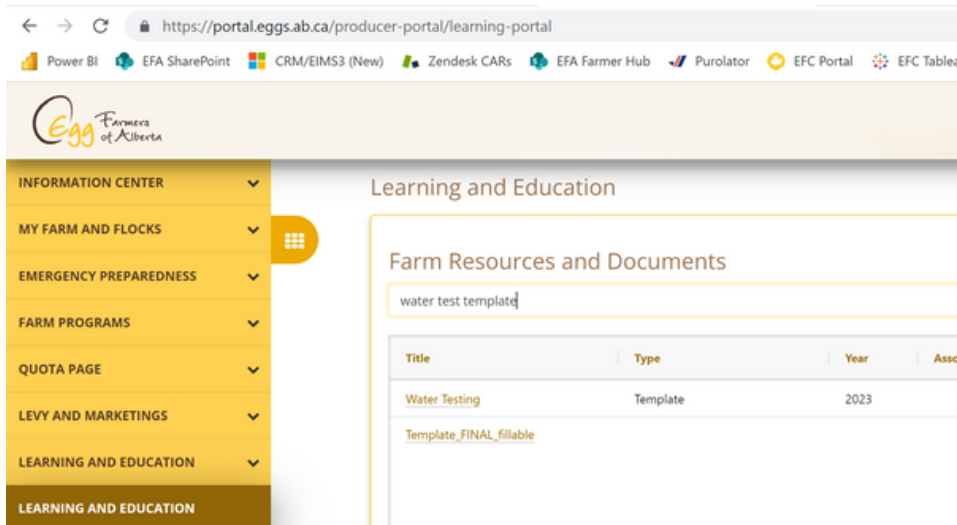 https://portal.eggs.ab.ca/producer-portal/learning-portal
Power BI EFA SharePoint CRM/EIMS3 (New) Zendesk CARs EFA Farmer Hub Purolator EFC Portal EFC Tablea
Egg Farmers
of Alberta
INFORMATION CENTER
MY FARM AND FLOCKS
EMERGENCY PREPAREDNESS
FARM PROGRAMS
QUOTA PAGE
LEVY AND MARKETINGS
LEARNING AND EDUCATION
LEARNING AND EDUCATION
Learning and Education
Farm Resources and Documents
water test template
Title Type Year Asso
Water Testing Template 2023
Template_FINAL_fillable